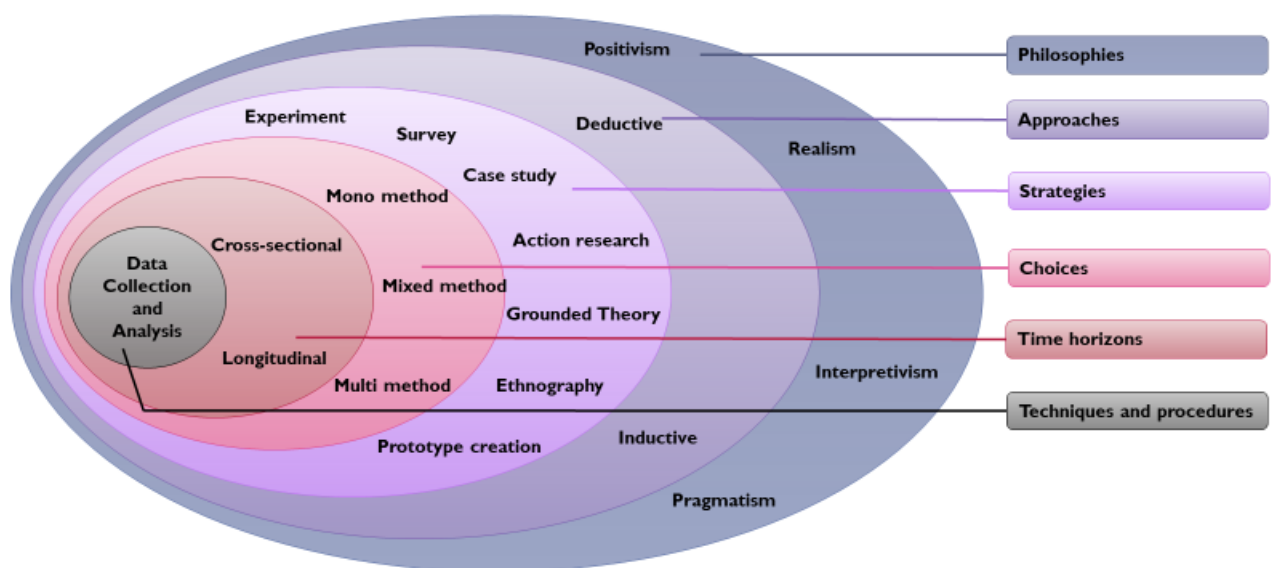 Positivism
Philosophies
Experiment
Survey
Deductive
Approaches
Realism
Case study
Strategies
Mono method
Cross-sectional
Action research
Data
Collection
and
Analysis
Mixed method
Choices
Grounded Theory
Time horizons
Longitudinal
Multi method
Ethnography
Interpretivism
Techniques and procedures
Prototype creation
Inductive
Pragmatism